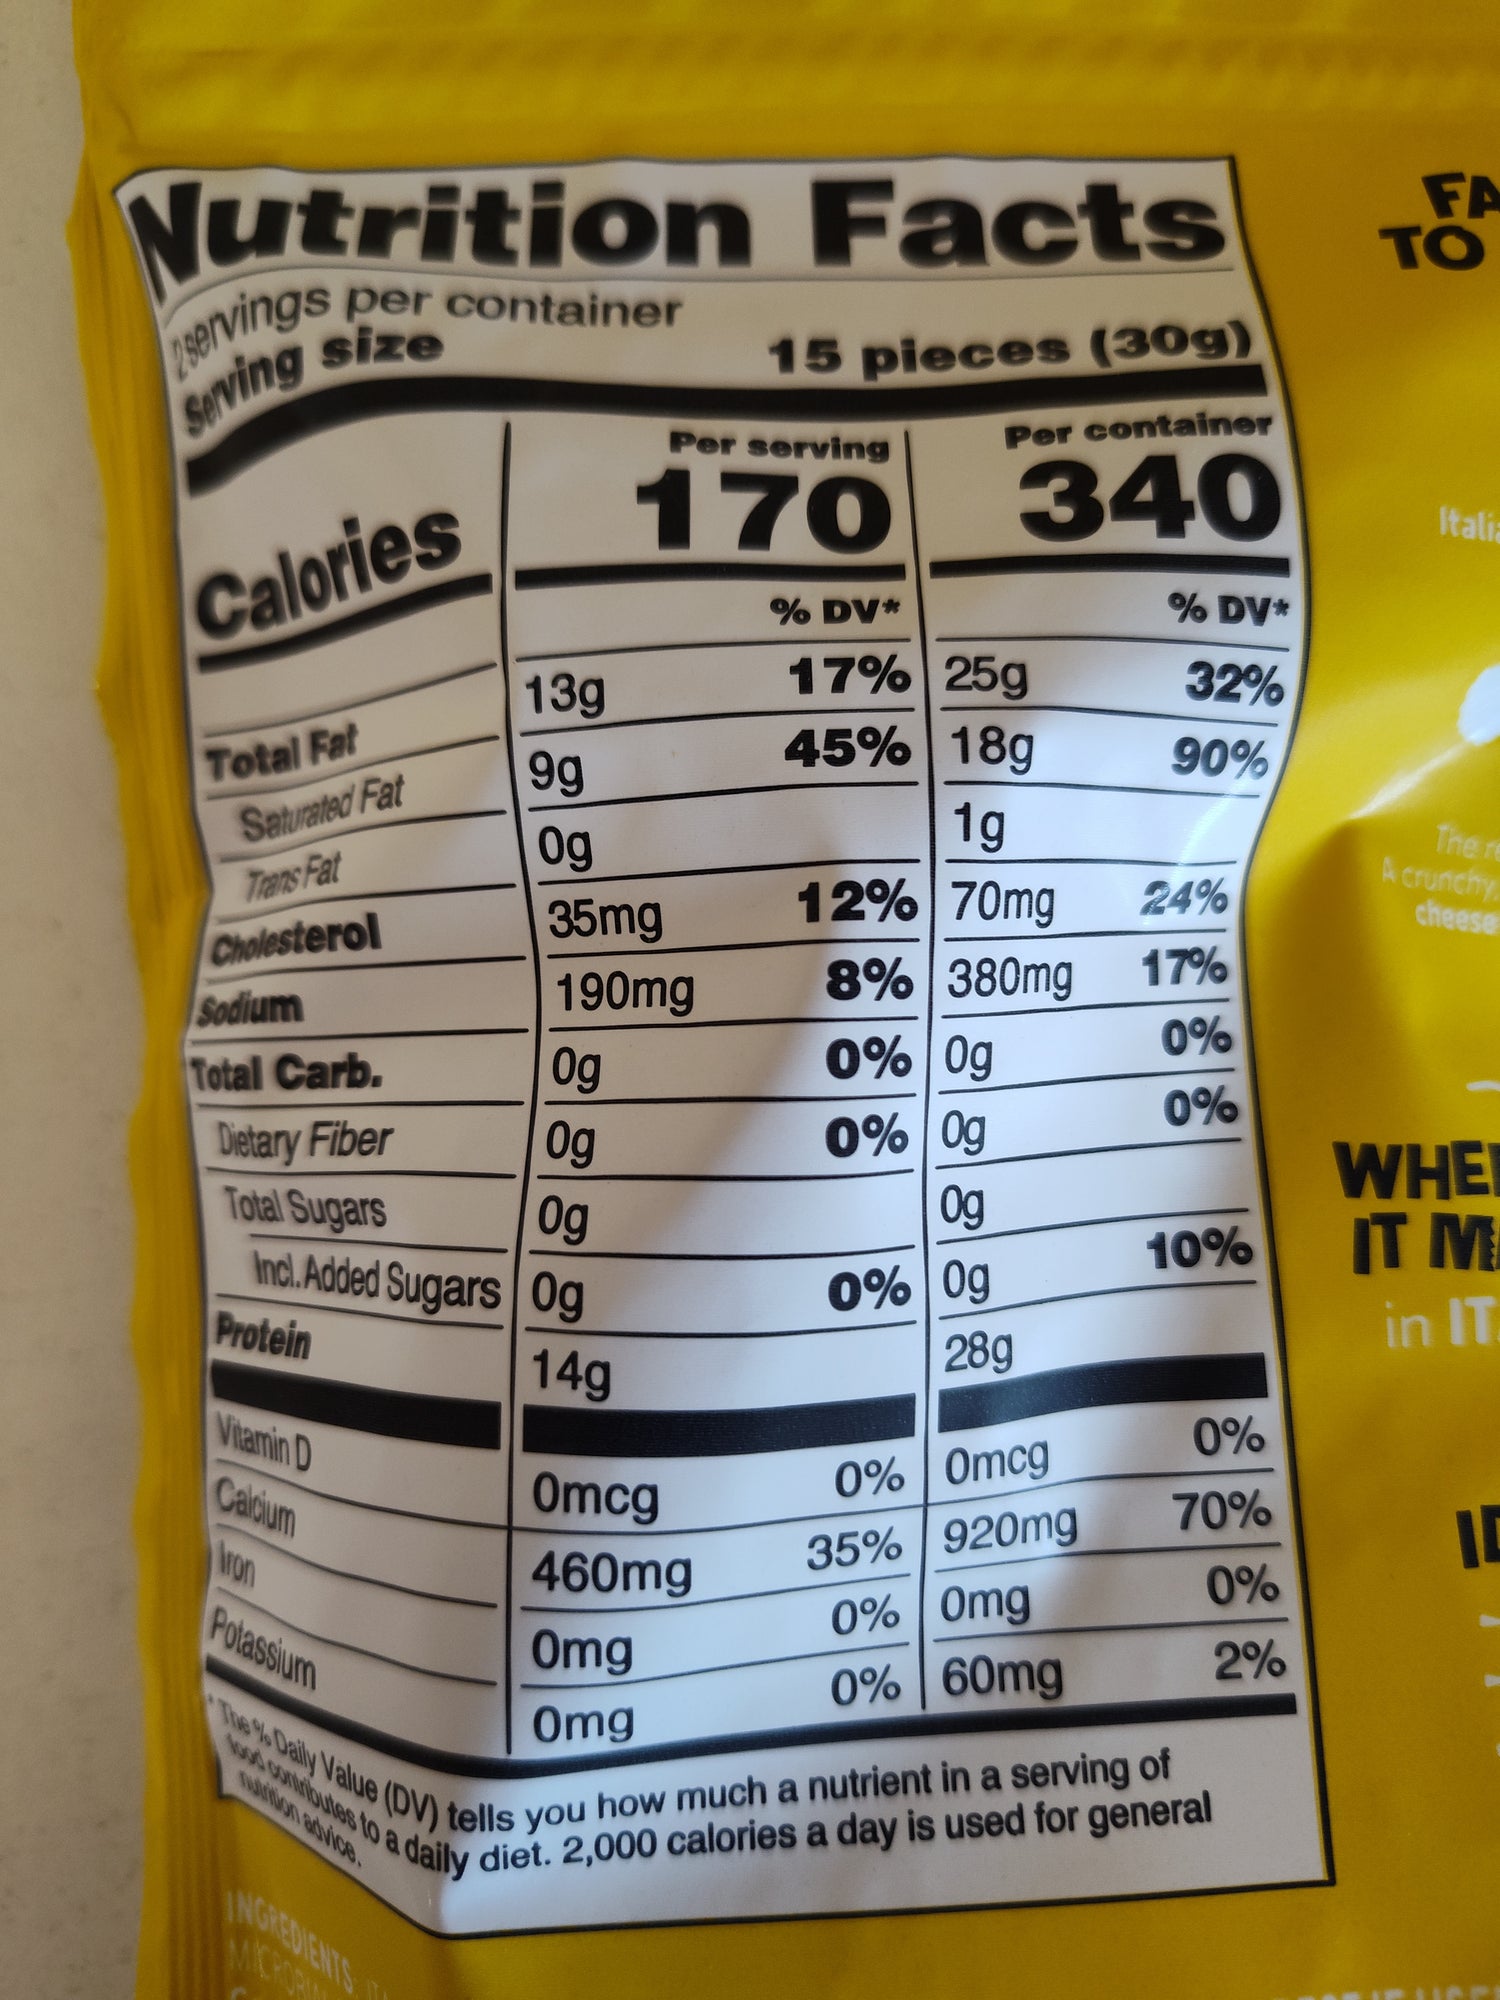 Nutrition Facts
2 servings per container
Serving size 15 pieces (30g)
Per serving Per container
Calories 170 340
% DV* % DV*
Total Fat 13g 17% 25g 32%
Saturated Fat 9g 45% 18g 90%
Trans Fat 0g 1g
Cholesterol 35mg 12% 70mg 24%
Sodium 190mg 8% 380mg 17%
Total Carb. 0g 0% 0g 0%
Dietary Fiber 0g 0% 0g 0%
Total Sugars 0g 0g
Incl. Added Sugars 0g 0% 0g 10%
Protein 14g 28g
Vitamin D 0mcg 0% 0mcg 0%
Calcium 460mg 35% 920mg 70%
Iron 0mg 0% 0mg 0%
Potassium 0mg 0% 60mg 2%
* The % Daily Value (DV) tells you how much a nutrient in a serving of
food contributes to a daily diet. 2,000 calories a day is used for general
nutrition advice.
INGREDIENTS
FA
TO
Itali
The
A crunchy,
cheese
WHE
IT M
in IT